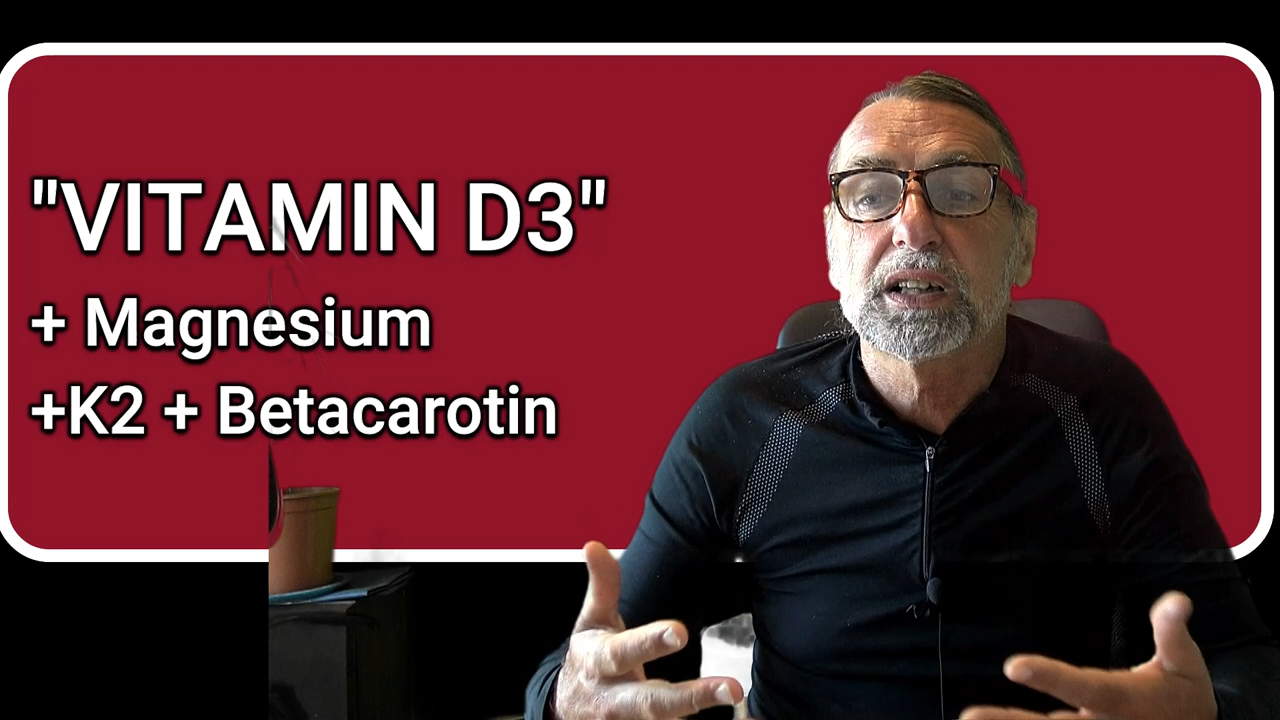 "VITAMIN D3"
+ Magnesium
+K2 + Betacarotin